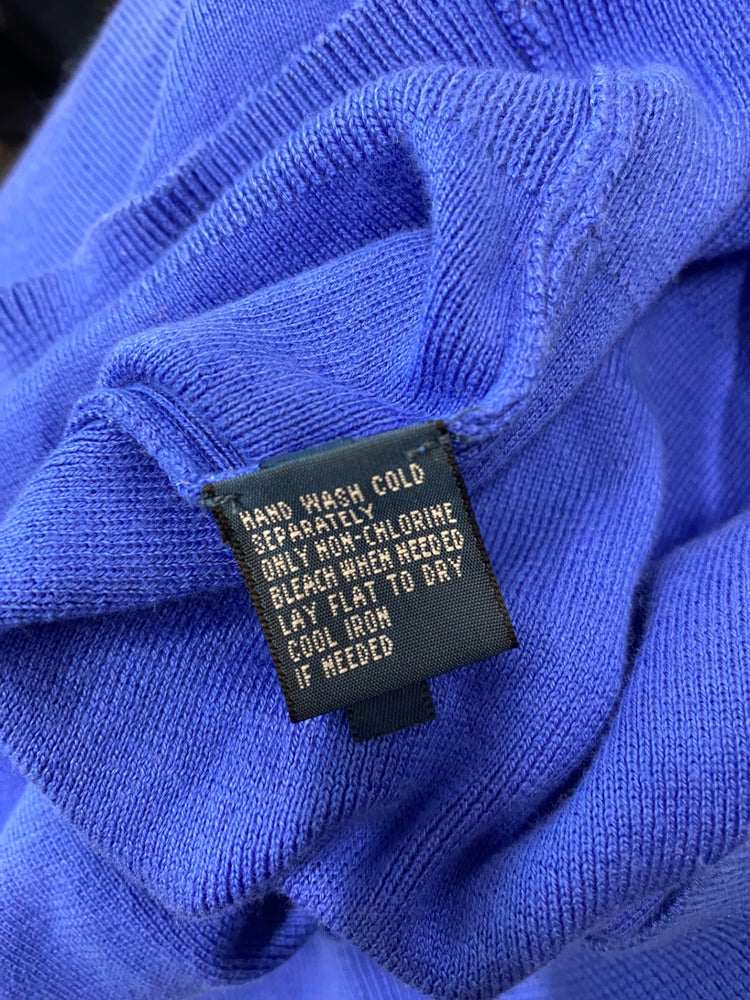 HAND WASH COLD
SEPARATELY
ONLY NON-CHLORINE
BLEACH WHEN NEEDED
LAY FLAT TO DRY
COOL IRON
IF NEEDED